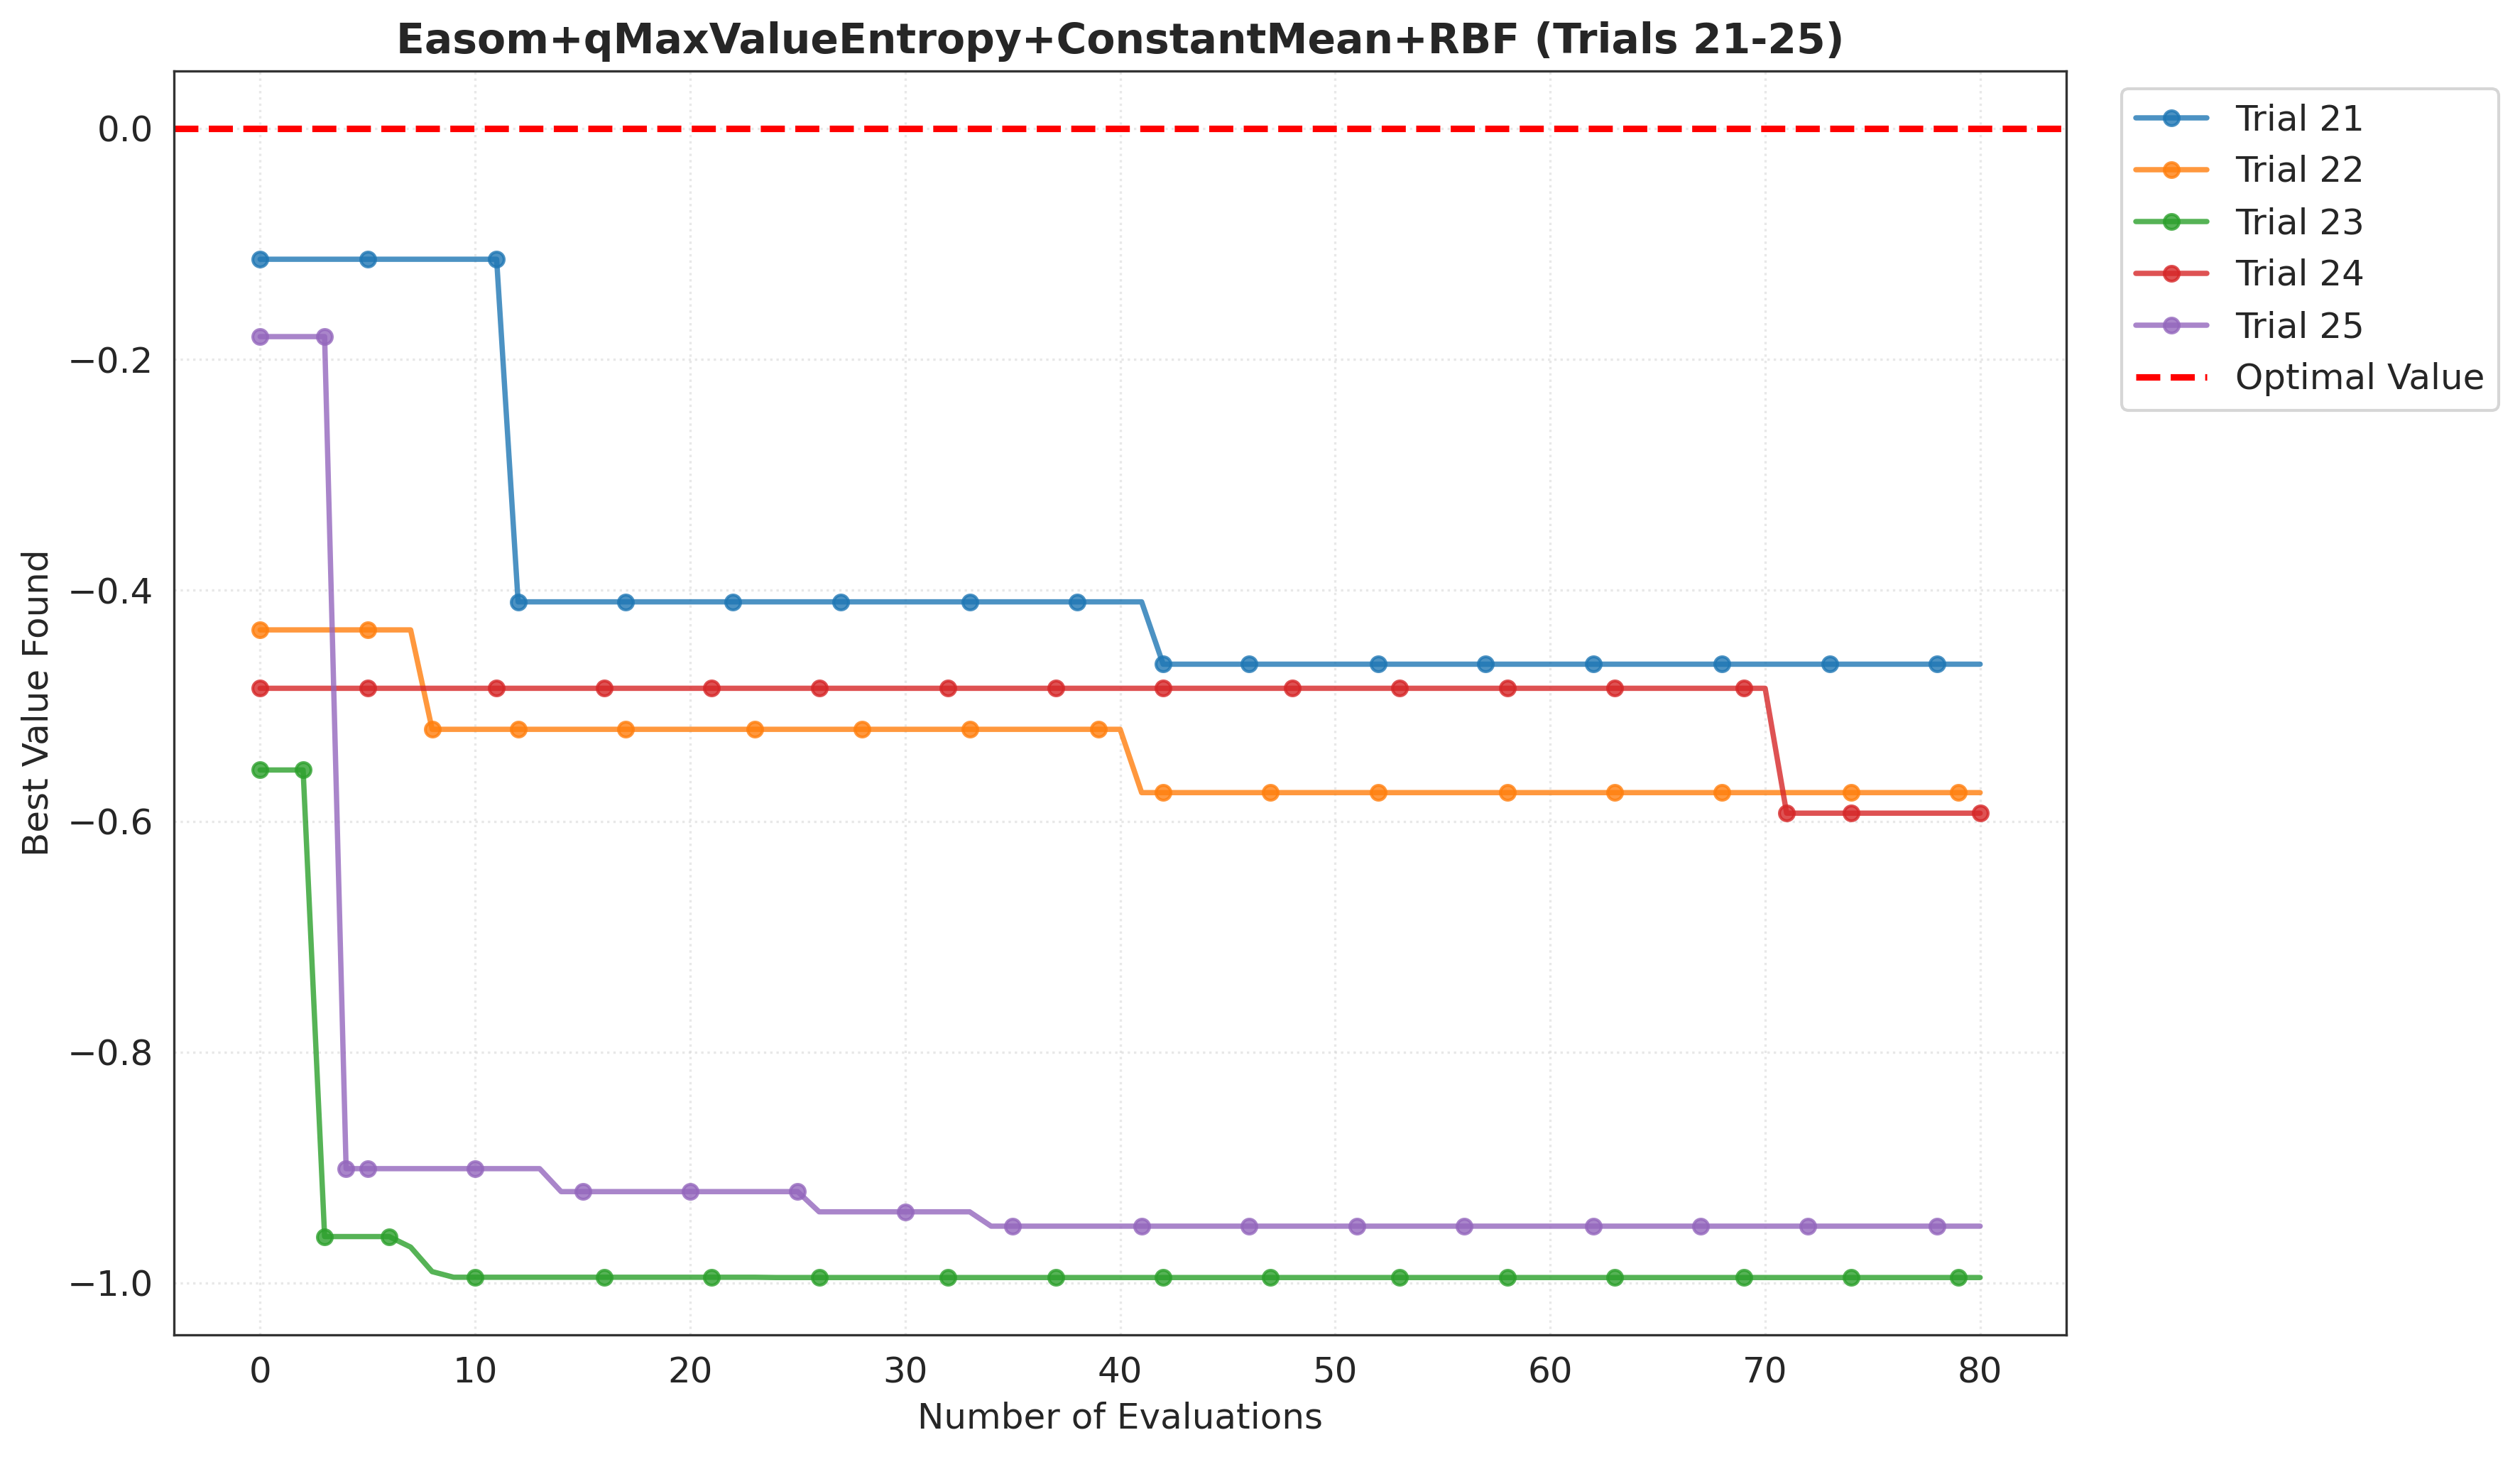 Easom+qMaxValueEntropy+ConstantMean+RBF (Trials 21-25)
Best Value Found
0.0
−0.2
−0.4
−0.6
−0.8
−1.0
0 10 20 30 40 50 60 70 80
Number of Evaluations
Trial 21
Trial 22
Trial 23
Trial 24
Trial 25
Optimal Value